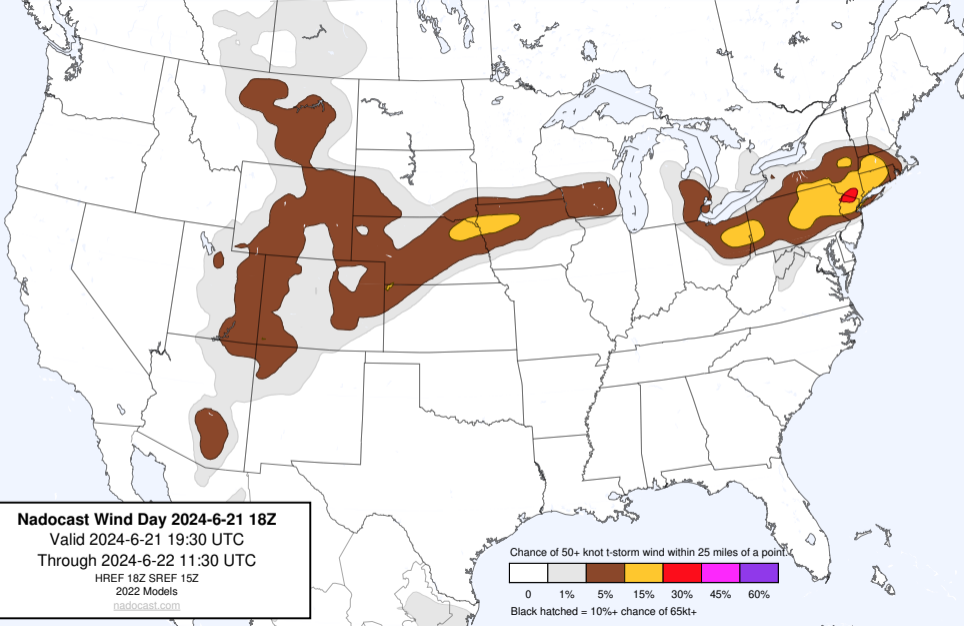 Nadocast Wind Day 2024-6-21 18Z
Valid 2024-6-21 19:30 UTC
Through 2024-6-22 11:30 UTC
HREF 18Z SREF 15Z
2022 Models
nadocast.com
Chance of 50+ knot t-storm wind within 25 miles of a point.
0 1% 5% 15% 30% 45% 60%
Black hatched = 10%+ chance of 65kt+